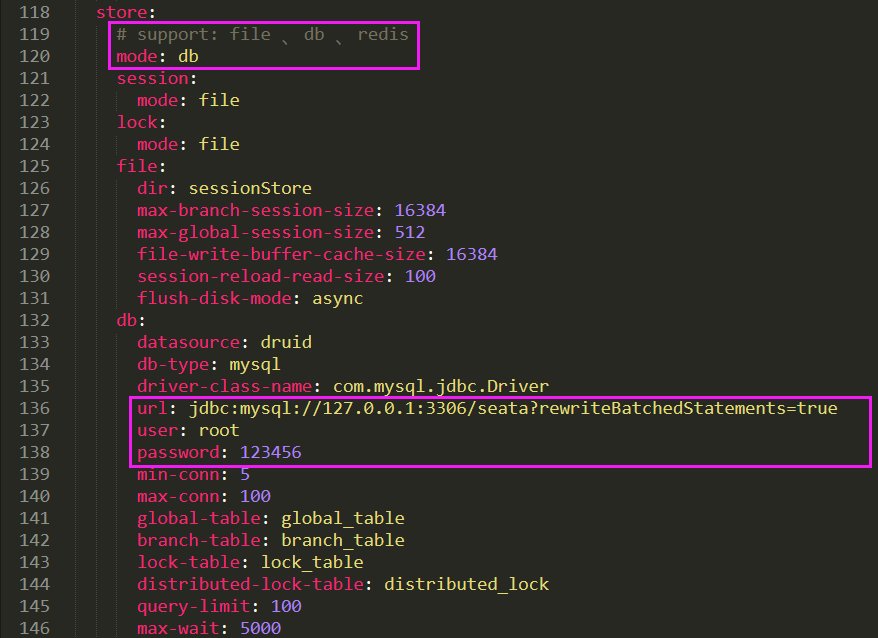 118 store:
119 # support: file 、 db 、 redis
120 mode: db
121 session:
122 mode: file
123 lock:
124 mode: file
125 file:
126 dir: sessionStore
127 max-branch-session-size: 16384
128 max-global-session-size: 512
129 file-write-buffer-cache-size: 16384
130 session-reload-read-size: 100
131 flush-disk-mode: async
132 db:
133 datasource: druid
134 db-type: mysql
135 driver-class-name: com.mysql.jdbc.Driver
136 url: jdbc:mysql://127.0.0.1:3306/seata?rewriteBatchedStatements=true
137 user: root
138 password: 123456
139 min-conn: 5
140 max-conn: 100
141 global-table: global_table
142 branch-table: branch_table
143 lock-table: lock_table
144 distributed-lock-table: distributed_lock
145 query-limit: 100
146 max-wait: 5000